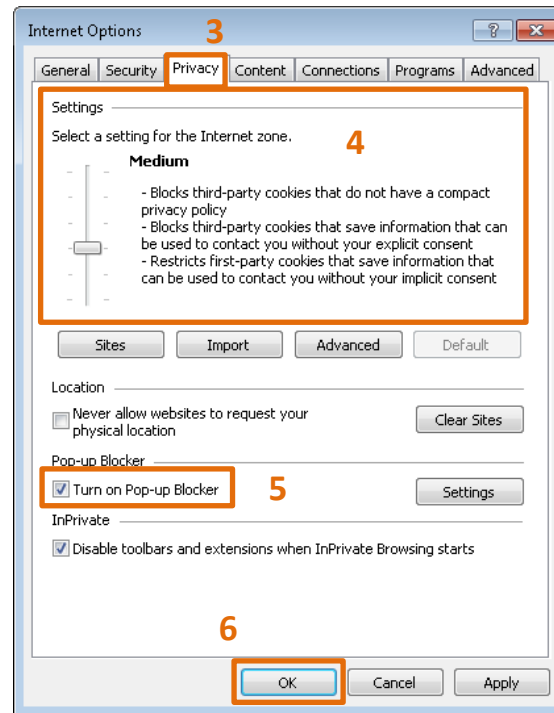 Internet Options
3
General Security Privacy Content Connections Programs Advanced
Settings
Select a setting for the Internet zone.
4
Medium
- Blocks third-party cookies that do not have a compact
privacy policy
- Blocks third-party cookies that save information that can
be used to contact you without your explicit consent
- Restricts first-party cookies that save information that
can be used to contact you without your implicit consent
Sites Import Advanced Default
Location
Never allow websites to request your
physical location
Clear Sites
Pop-up Blocker
Turn on Pop-up Blocker
5
Settings
InPrivate
Disable toolbars and extensions when InPrivate Browsing starts
6
OK Cancel Apply